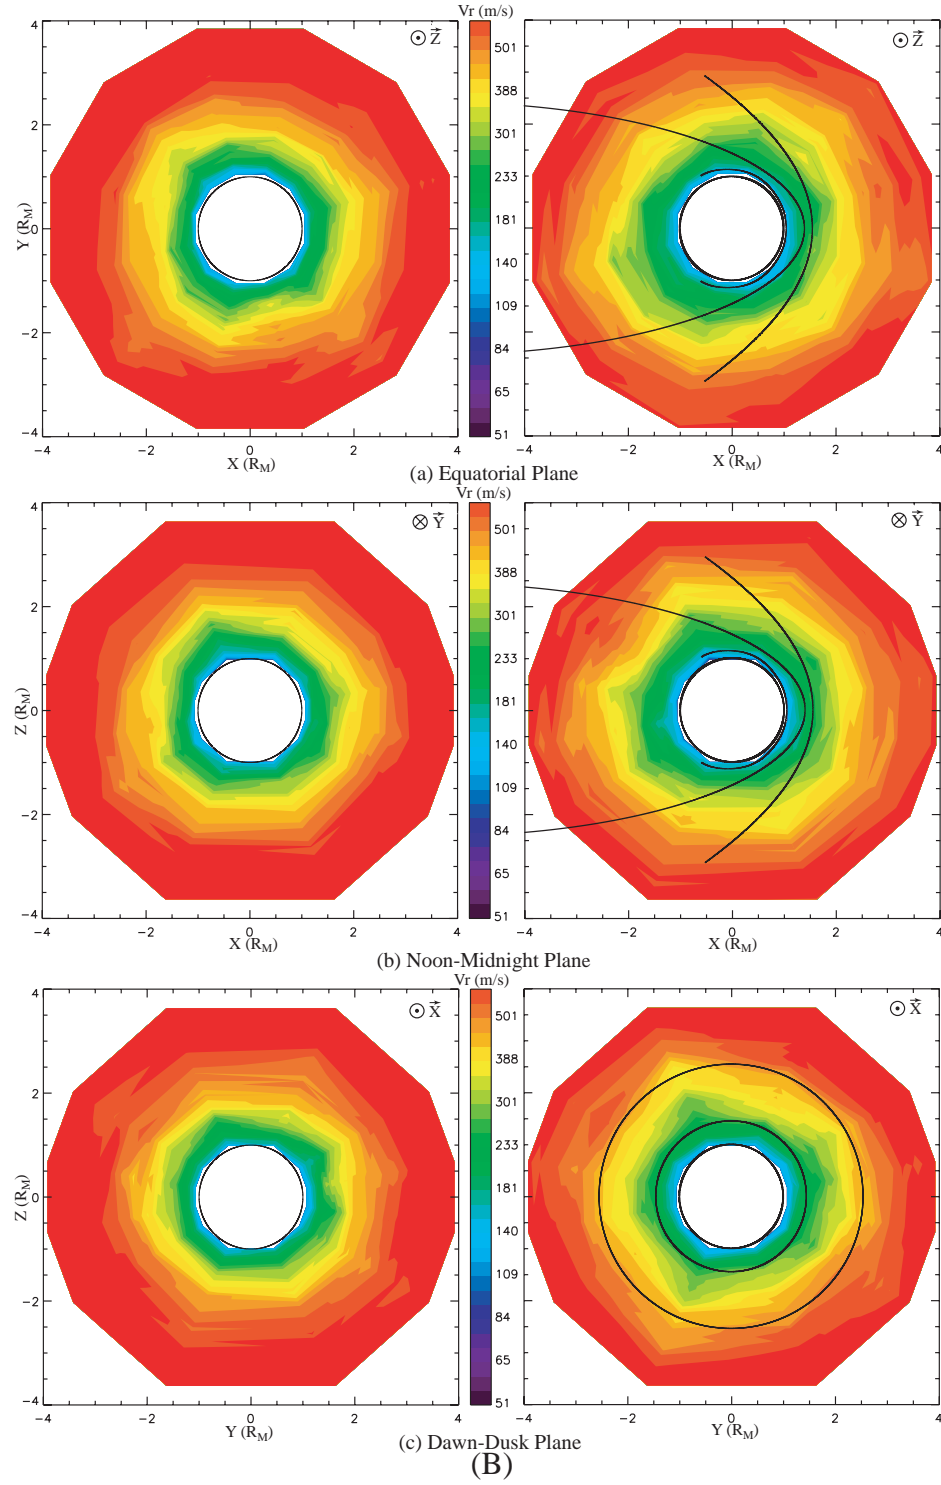 Vr (m/s)
Z
Z
4
2
0
-2
-4
Y (R_M)
501
388
301
233
181
140
109
84
65
51
-4 -2 0 2 4
-4 -2 0 2 4
X (R_M)
X (R_M)
(a) Equatorial Plane
Vr (m/s)
Y
Y
4
2
0
-2
-4
Z (R_M)
501
388
301
233
181
140
109
84
65
51
-4 -2 0 2 4
-4 -2 0 2 4
X (R_M)
X (R_M)
(b) Noon-Midnight Plane
Vr (m/s)
X
X
4
2
0
-2
-4
Z (R_M)
501
388
301
233
181
140
109
84
65
51
-4 -2 0 2 4
-4 -2 0 2 4
Y (R_M)
Y (R_M)
(c) Dawn-Dusk Plane
(B)